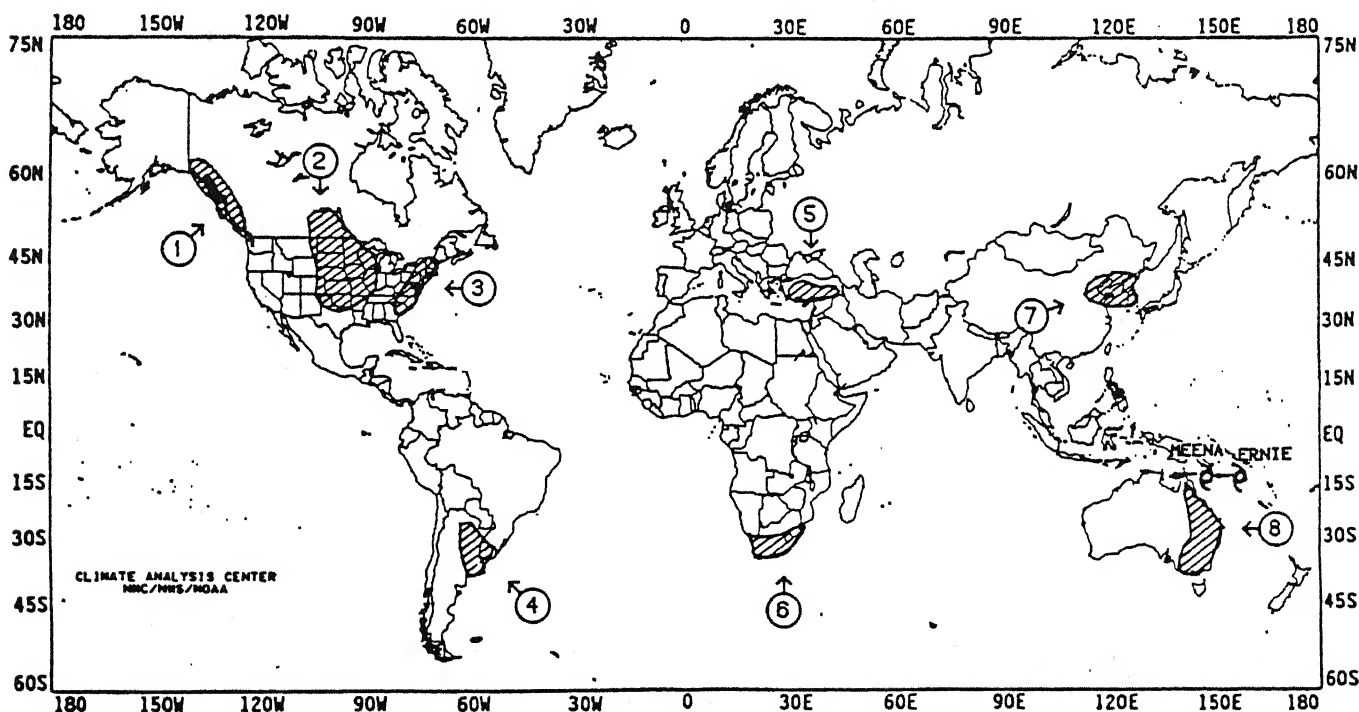 180 150W 120W 90W 60W 30W 0 30E 60E 90E 120E 150E 180
75N 75N
60N 60N
2
5
1
45N 45N
3
7
30N 30N
15N 15N
EQ EQ
MEENA ERNIE
15S 15S
8
30S 30S
CLIMATE ANALYSIS CENTER
NMC/NWS/NOAA
4
6
45S 45S
60S 60S
180 150W 120W 90W 60W 30W 0 30E 60E 90E 120E 150E 180